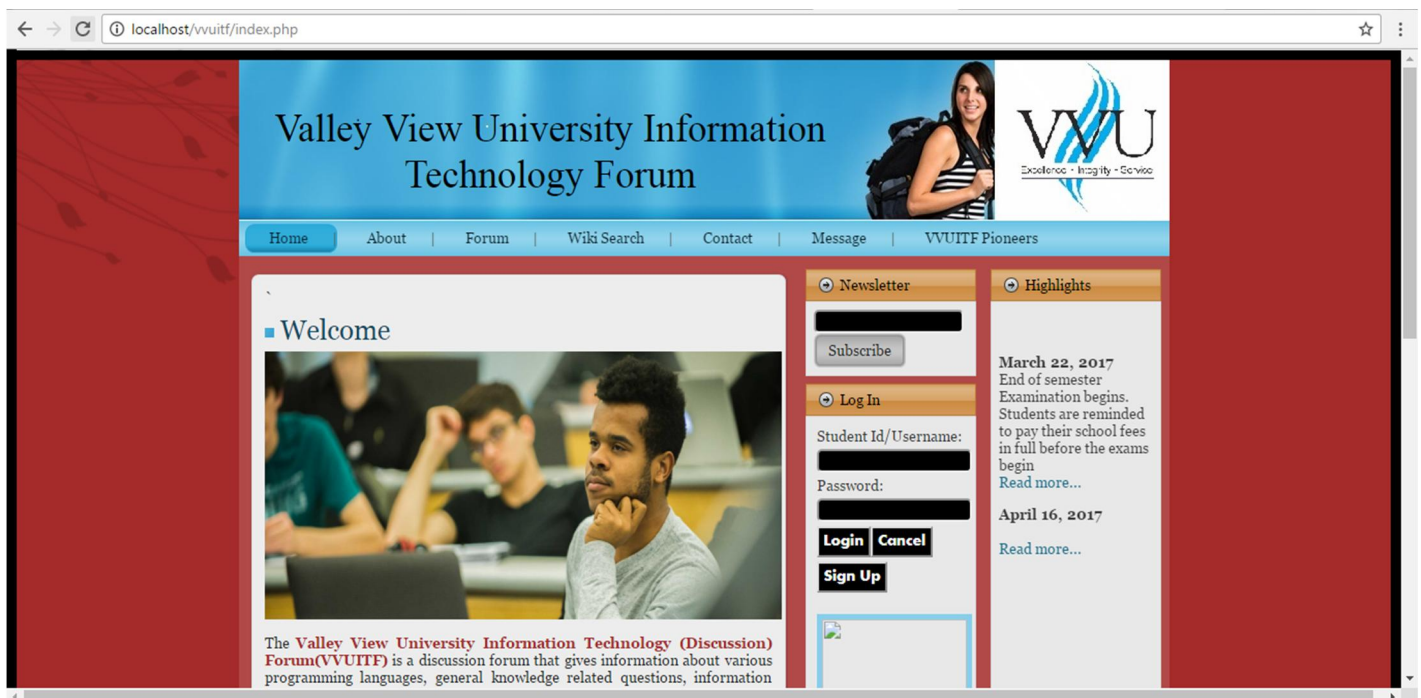 localhost/vvuitf/index.php
Valley View University Information
Technology Forum
VVU
Excellence - Integrity - Service
Home | About | Forum | Wiki Search | Contact | Message | VVUITF Pioneers
`
Welcome
The Valley View University Information Technology (Discussion)
Forum(VVUITF) is a discussion forum that gives information about various
programming languages, general knowledge related questions, information
Newsletter
Subscribe
Log In
Student Id/Username:
Password:
Login Cancel
Sign Up
Highlights
March 22, 2017
End of semester
Examination begins.
Students are reminded
to pay their school fees
in full before the exams
begin
Read more...
April 16, 2017
Read more...